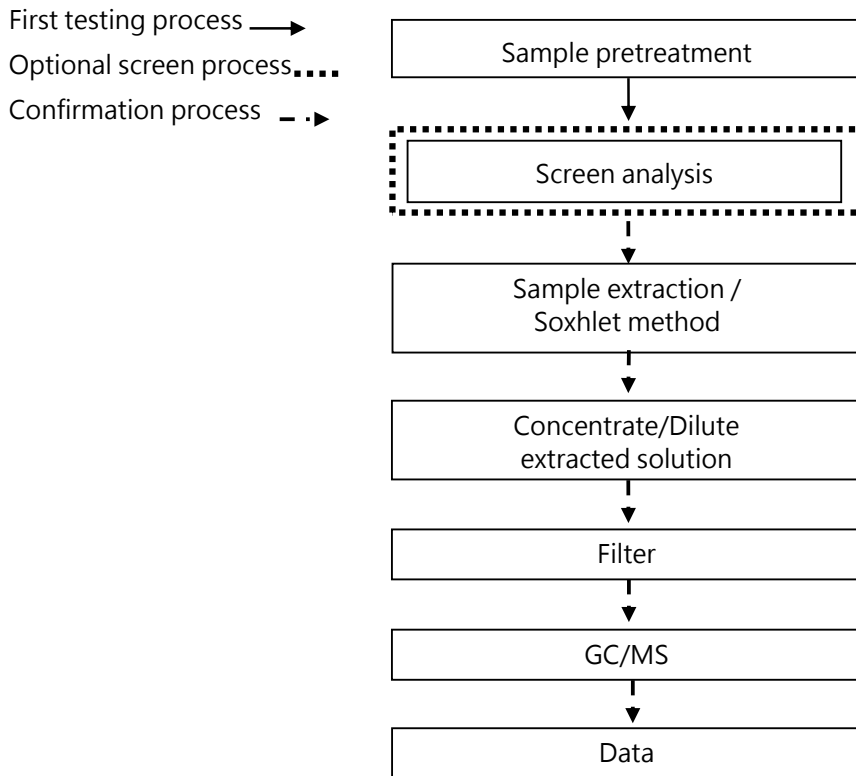 First testing process
Optional screen process
Confirmation process
Sample pretreatment
Screen analysis
Sample extraction /
Soxhlet method
Concentrate/Dilute
extracted solution
Filter
GC/MS
Data